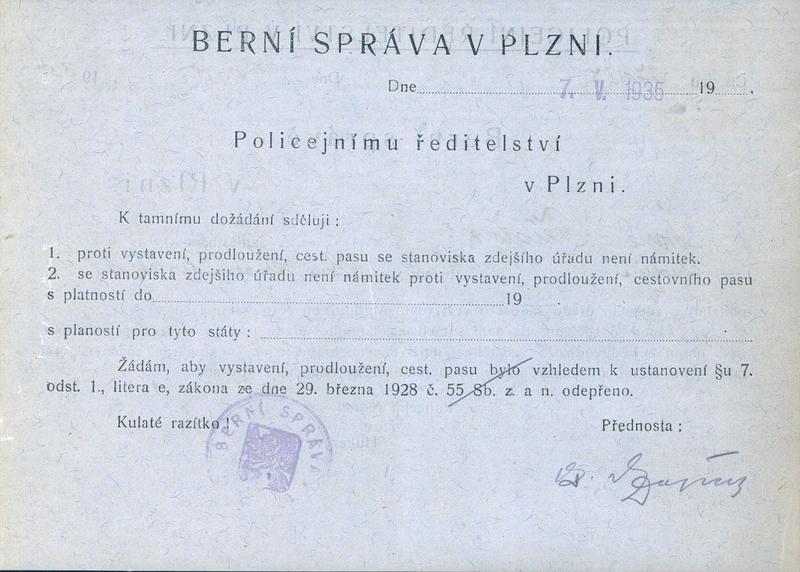 BERNÍ SPRÁVA V PLZNI.
Dne 7. V. 1935 19 .
Policejnímu ředitelství
v Plzni.
K tamnímu dožádání sděluji :
1. proti vystavení, prodloužení, cest. pasu se stanoviska zdejšího úřadu není námitek.
2. se stanoviska zdejšiho úřadu není námitek proti vystavení, prodloužení, cestovního pasu
s platností do 19 .
s plaností pro tyto státy :
Žádám, aby vystavení, prodloužení, cest. pasu bylo vzhledem k ustanovení §u 7.
odst. 1., litera e, zákona ze dne 29. března 1928 č. 55 Sb. z. a n. odepřeno.
Kulaté razítko !
Přednosta :
BERNÍ SPRÁVA